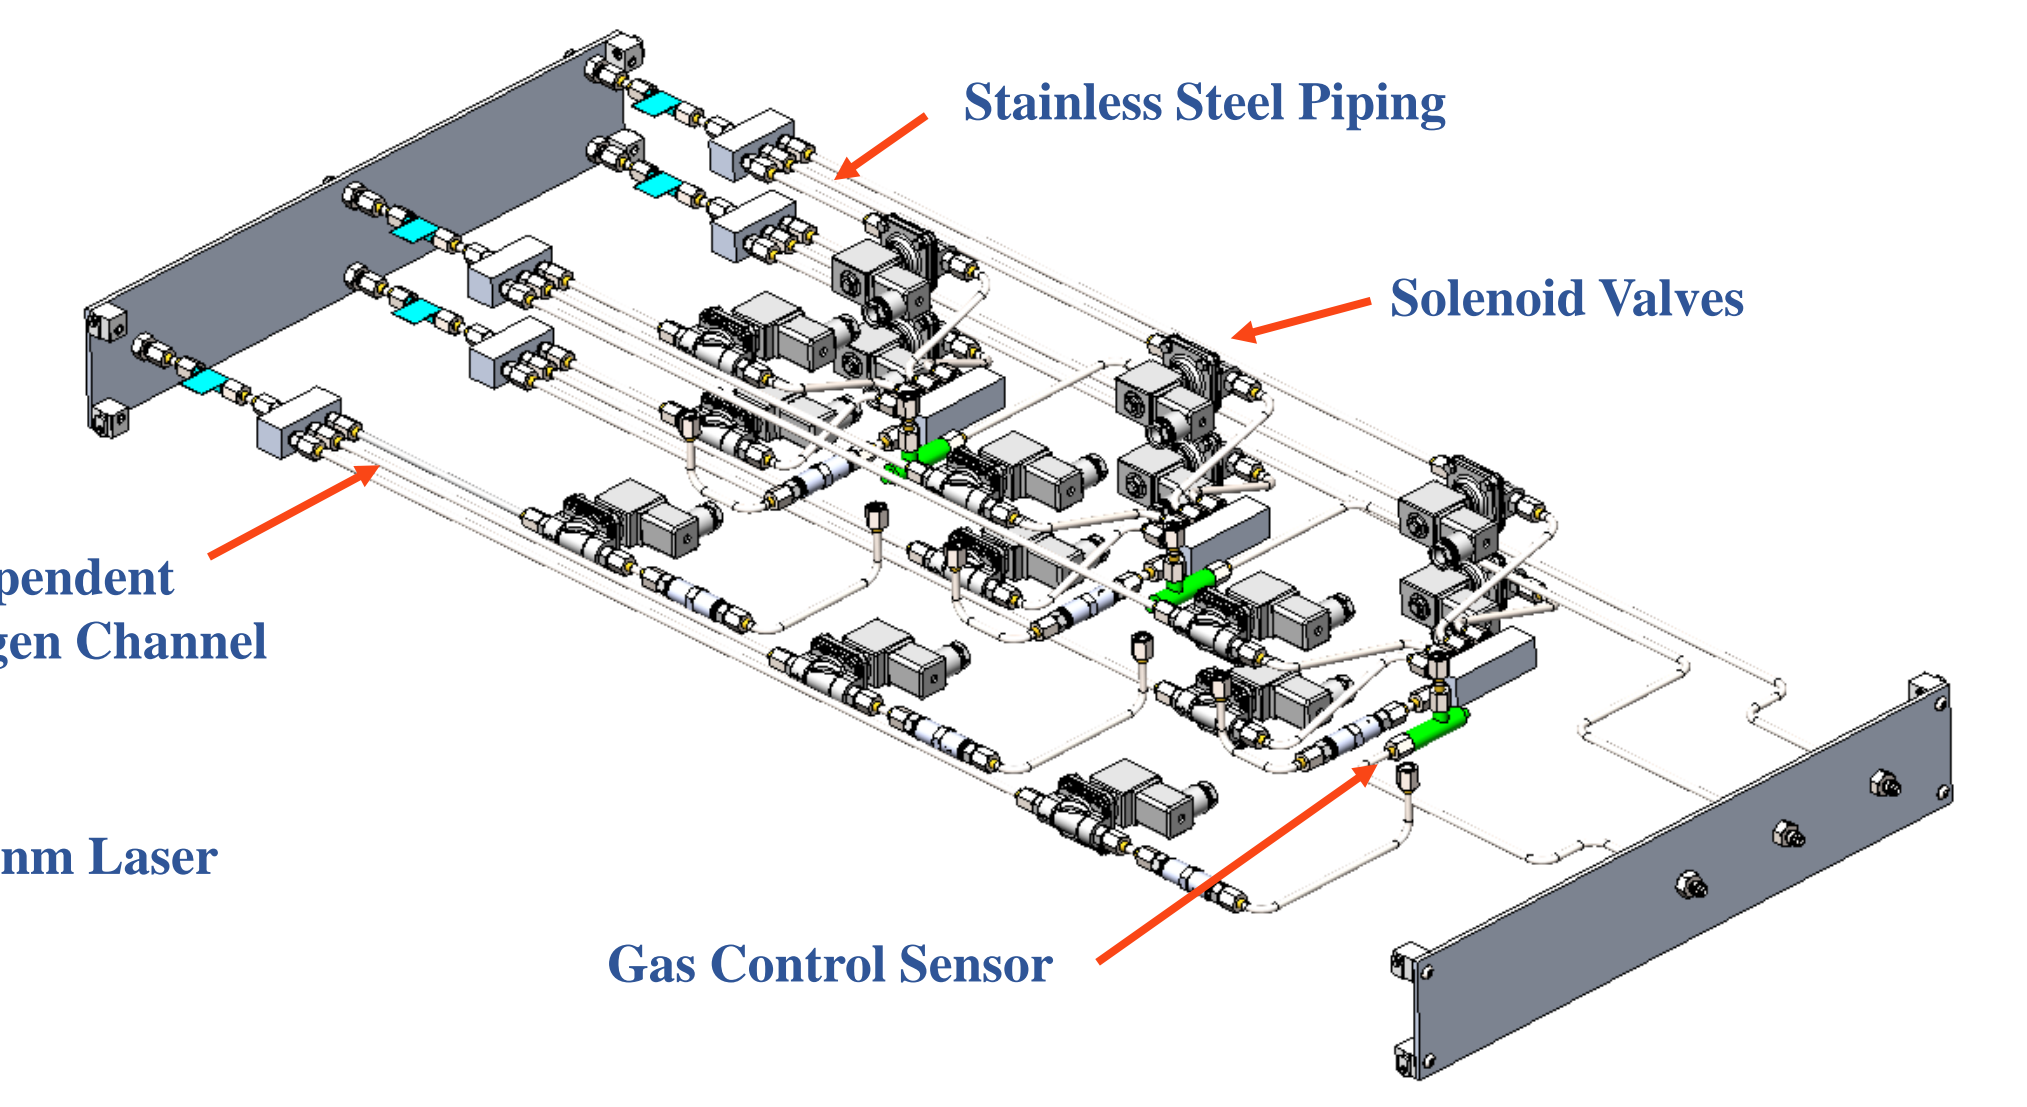 Stainless Steel Piping
Solenoid Valves
pendent
gen Channel
nm Laser
Gas Control Sensor